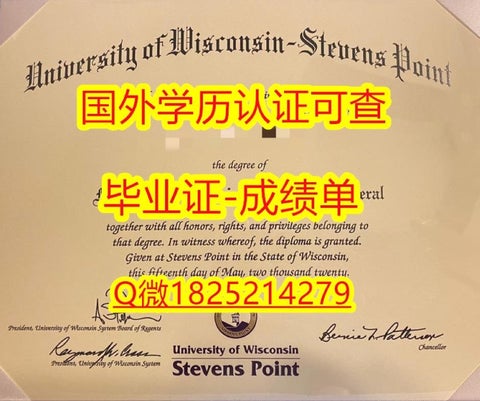 University of Wisconsin-Stevens Point
国外学历认证可查
the degree of
毕业证-成绩单
eral
together with all honors, rights, and privileges belonging to
that degree. In witness whereof, the diploma is granted.
Given at Stevens Point in the State of Wisconsin,
this fifteenth day of May, two thousand twenty.
Q微1825214279
President, University of Wisconsin System Board of Regents
Chancellor
President, University of Wisconsin System
University of Wisconsin
Stevens Point